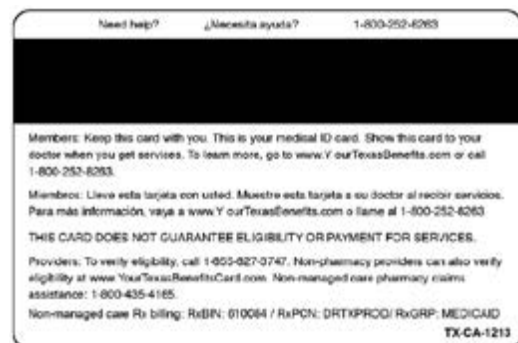 Need help? ¿Necesita ayuda? 1-800-252-8263
Members: Keep this card with you. This is your medical ID card. Show this card to your
doctor when you get services. To learn more, go to www.Y ourTexasBenefits.com or call
1-800-252-8263.
Miembros: Lleve esta tarjeta con usted. Muestre esta tarjeta a su doctor al recibir servicios.
Para más información, vaya a www.Y ourTexasBenefits.com o llame al 1-800-252-8263
THIS CARD DOES NOT GUARANTEE ELIGIBILITY OR PAYMENT FOR SERVICES.
Providers: To verify eligibility, call 1-855-827-3747. Non-pharmacy providers can also verify
eligibility at www.YourTexasBenefitsCard.com. Non-managed care pharmacy claims
assistance: 1-800-435-4165.
Non-managed care Rx billing: RxBIN: 610084 / RxPCN: DRTXPROD/ RxGRP: MEDICAID
TX-CA-1213